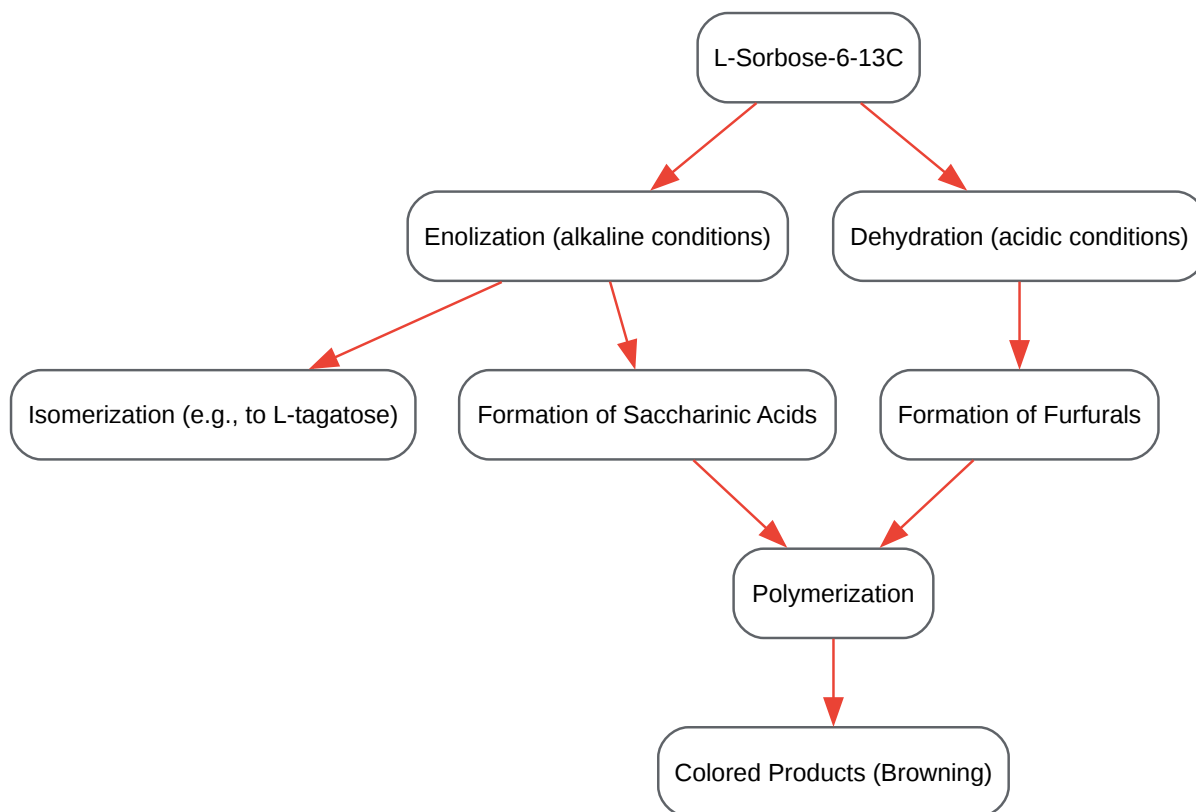 L-Sorbose-6-13C
Enolization (alkaline conditions)
Dehydration (acidic conditions)
Isomerization (e.g., to L-tagatose)
Formation of Saccharinic Acids
Formation of Furfurals
Polymerization
Colored Products (Browning)